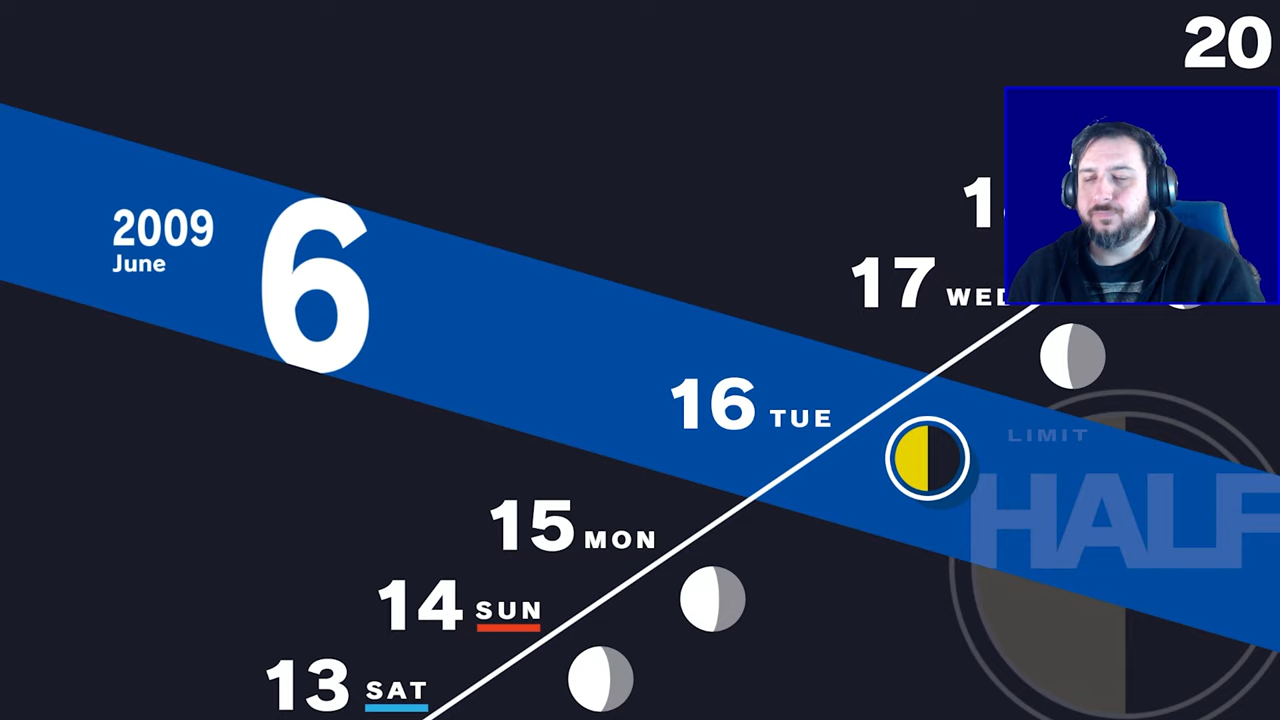 20
2009
June
6
17 WED
16 TUE
LIMIT
HALF
15 MON
14 SUN
13 SAT